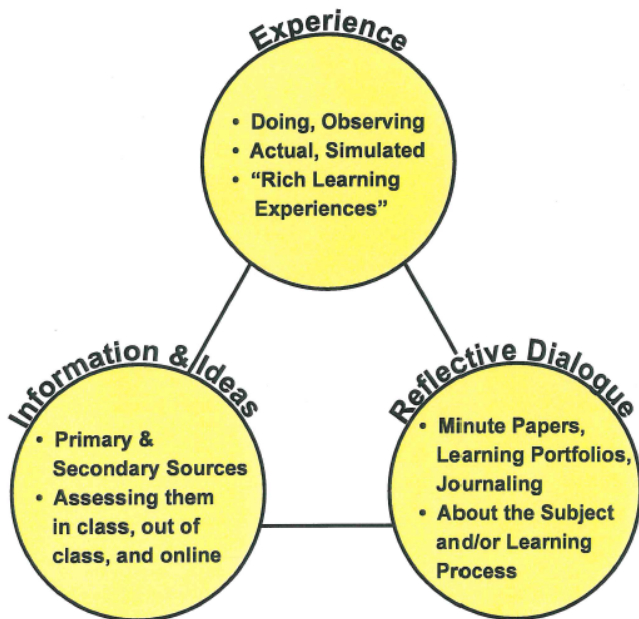 Experience
• Doing, Observing
• Actual, Simulated
• “Rich Learning
Experiences”
Information & Ideas
• Primary &
Secondary Sources
• Assessing them
in class, out of
class, and online
Reflective Dialogue
• Minute Papers,
Learning Portfolios,
Journaling
• About the Subject
and/or Learning
Process